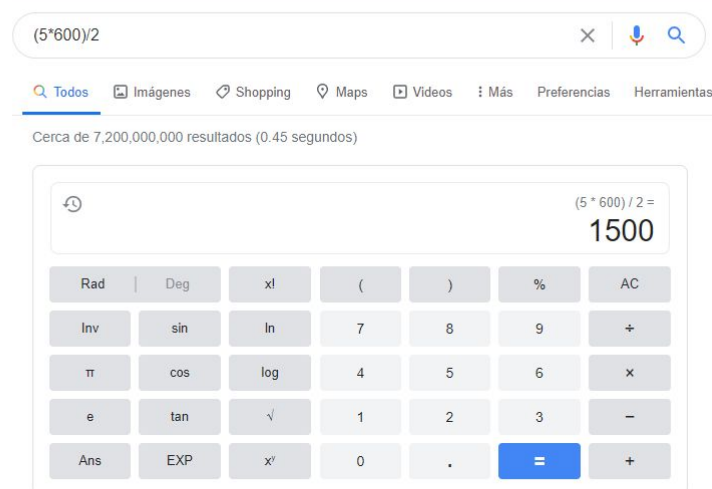 (5*600)/2
Todos Imágenes Shopping Maps Videos Más Preferencias Herramientas
Cerca de 7,200,000,000 resultados (0.45 segundos)
(5 * 600) / 2 =
1500
Rad | Deg x! ( ) % AC
Inv sin ln 7 8 9 ÷
π cos log 4 5 6 ×
e tan √ 1 2 3 −
Ans EXP xʸ 0 . = +